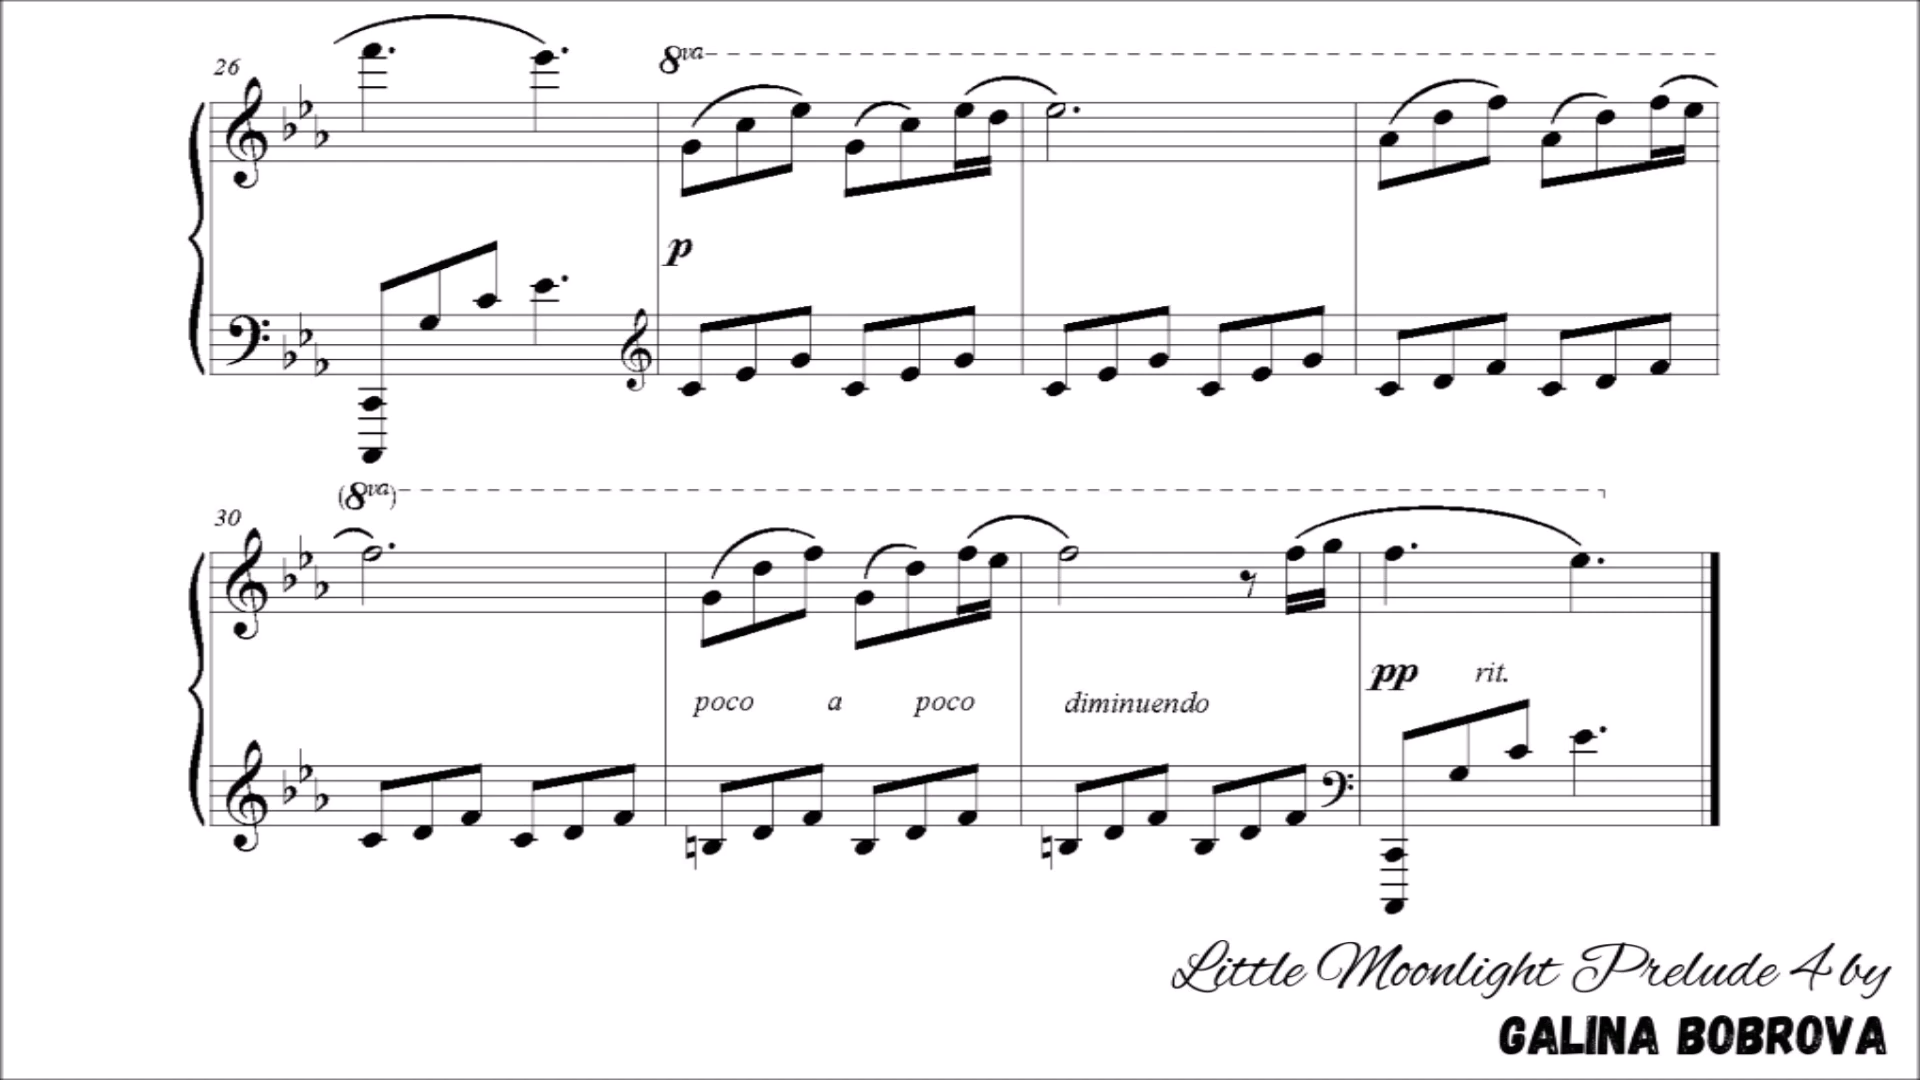 26
8va
p
(8va)
30
poco a poco diminuendo
pp rit.
Little Moonlight Prelude 4 by
GALINA BOBROVA